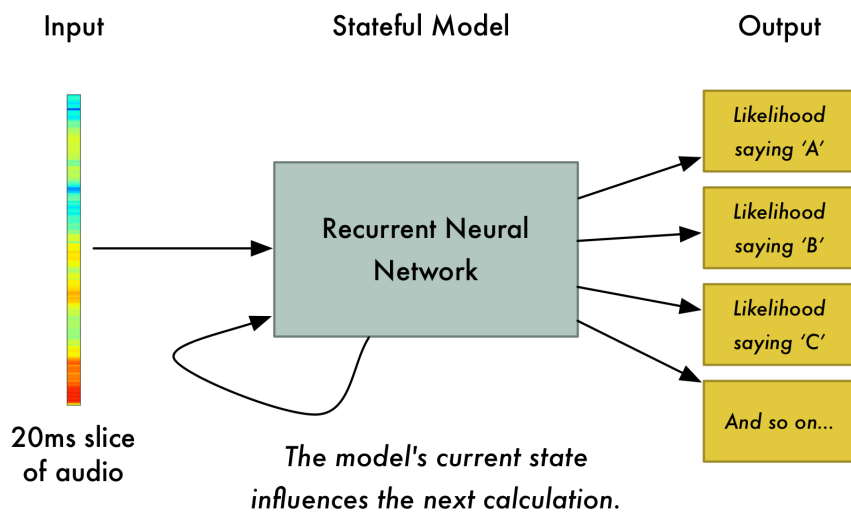 Input
Stateful Model
Output
Likelihood
saying ‘A’
Likelihood
saying ‘B’
Recurrent Neural
Network
Likelihood
saying ‘C’
And so on...
20ms slice
of audio
The model's current state
influences the next calculation.